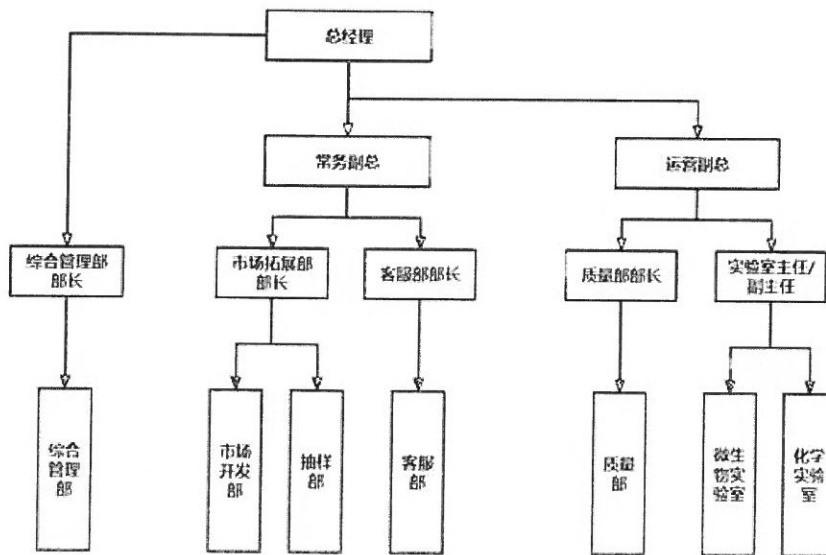 总经理
常务副总
运营副总
综合管理部
部长
市场拓展部
部长
客服部部长
质量部部长
实验室主任/
副主任
综合
管理
部
市场
开发
部
抽样
部
客服
部
质量
部
微生
物实
验室
化学
实验
室